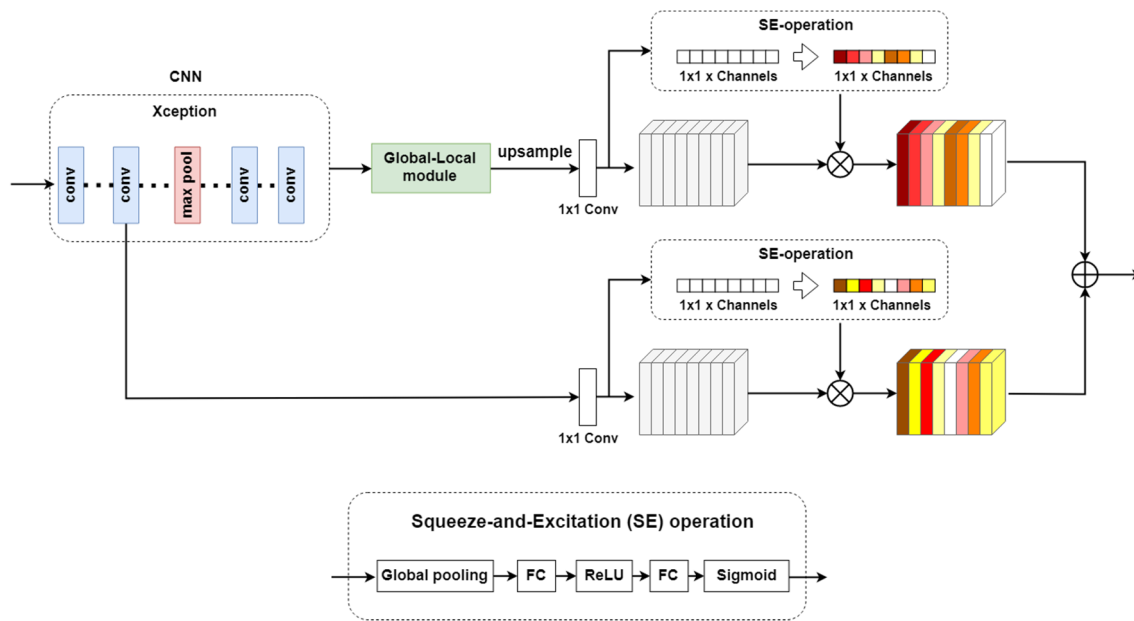 CNN
Xception
conv
conv
max pool
conv
conv
Global-Local
module
upsample
1x1 Conv
SE-operation
1x1 x Channels
1x1 x Channels
SE-operation
1x1 x Channels
1x1 x Channels
1x1 Conv
Squeeze-and-Excitation (SE) operation
Global pooling
FC
ReLU
FC
Sigmoid